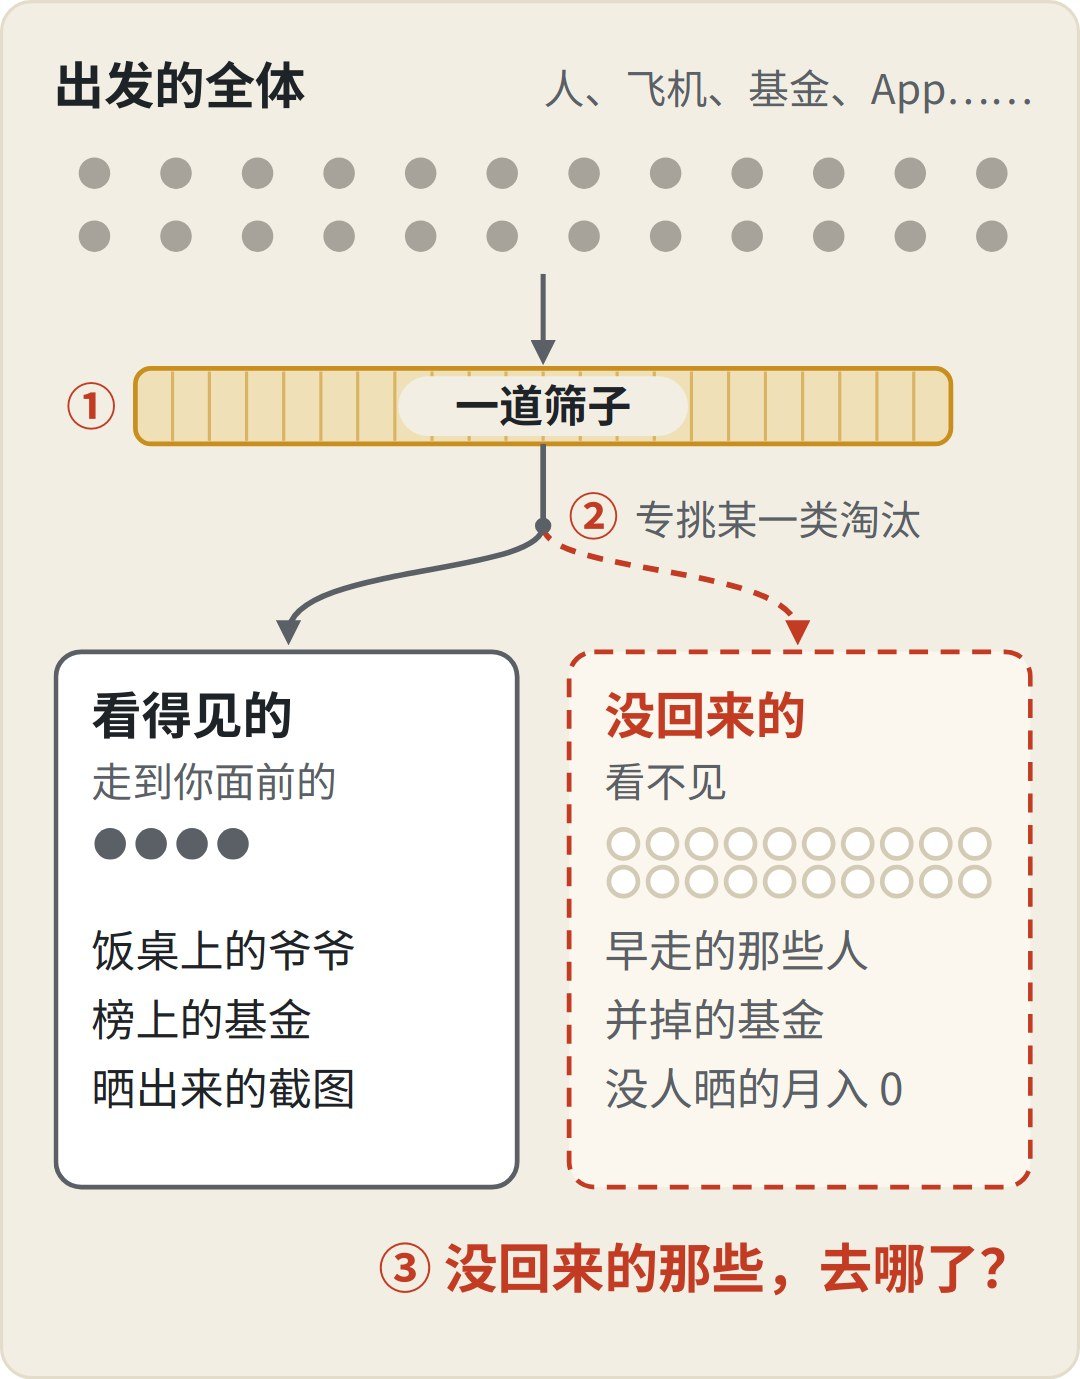 出发的全体
人、飞机、基金、App……
① 一道筛子
② 专挑某一类淘汰
看得见的
走到你面前的
饭桌上的爷爷
榜上的基金
晒出来的截图
没回来的
看不见
早走的那些人
并掉的基金
没人晒的月入 0
③ 没回来的那些，去哪了？